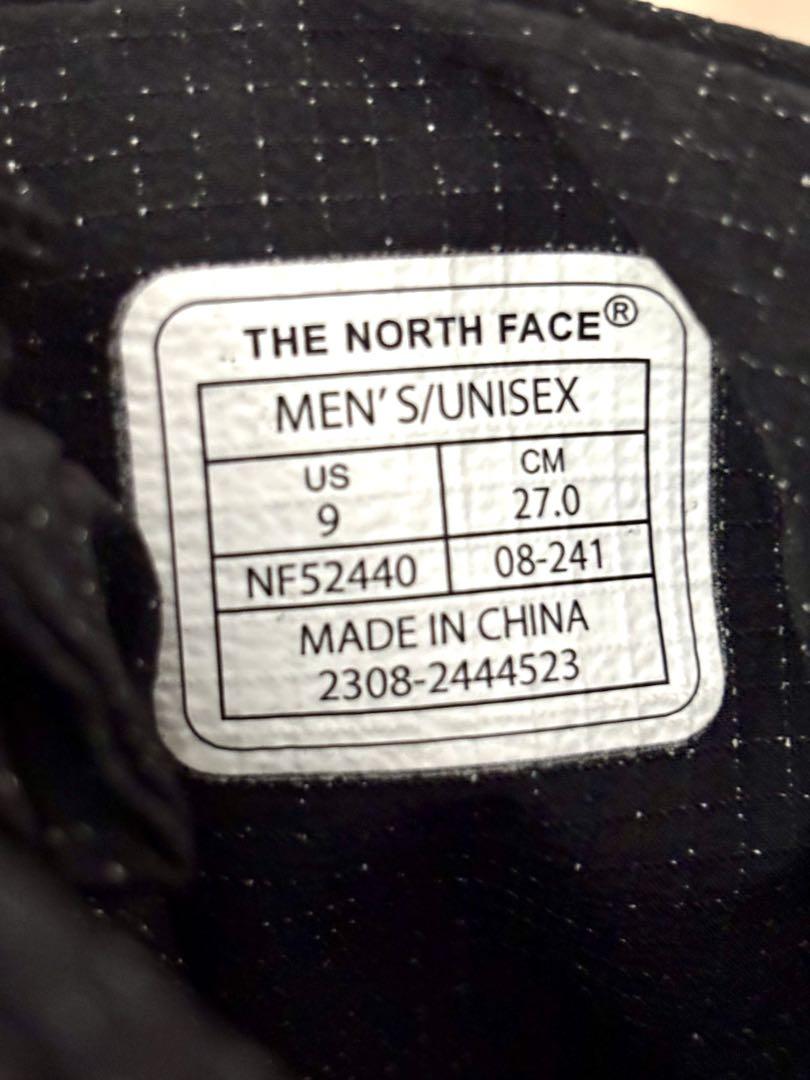 THE NORTH FACE®
MEN'S/UNISEX
US CM
9 27.0
NF52440 08-241
MADE IN CHINA
2308-2444523